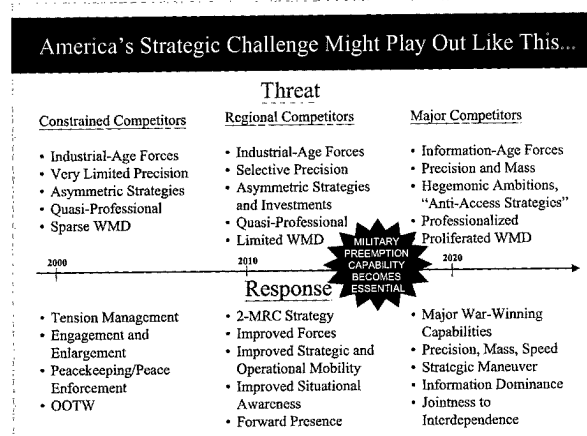 America's Strategic Challenge Might Play Out Like This...
Threat
Constrained Competitors
• Industrial-Age Forces
• Very Limited Precision
• Asymmetric Strategies
• Quasi-Professional
• Sparse WMD
Regional Competitors
• Industrial-Age Forces
• Selective Precision
• Asymmetric Strategies
and Investments
• Quasi-Professional
• Limited WMD
Major Competitors
• Information-Age Forces
• Precision and Mass
• Hegemonic Ambitions,
"Anti-Access Strategies"
• Professionalized
Proliferated WMD
MILITARY
PREEMPTION
CAPABILITY
BECOMES
ESSENTIAL
2000
2010
2020
Response
• Tension Management
• Engagement and
Enlargement
• Peacekeeping/Peace
Enforcement
• OOTW
• 2-MRC Strategy
• Improved Forces
• Improved Strategic and
Operational Mobility
• Improved Situational
Awareness
• Forward Presence
• Major War-Winning
Capabilities
• Precision, Mass, Speed
• Strategic Maneuver
• Information Dominance
• Jointness to
Interdependence